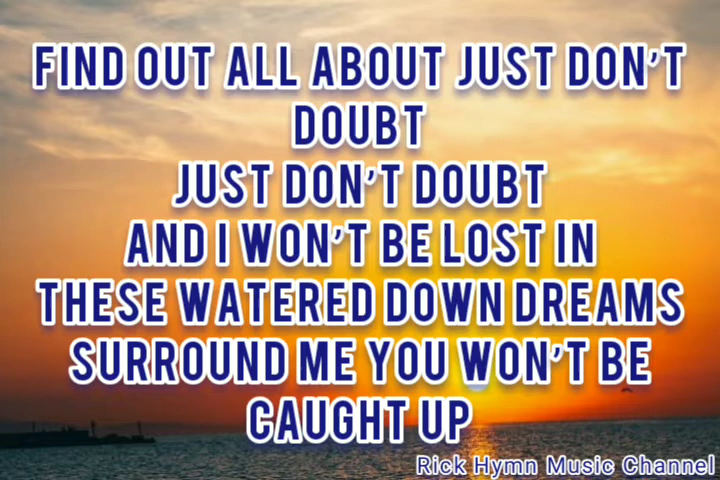 FIND OUT ALL ABOUT JUST DON'T
DOUBT
JUST DON'T DOUBT
AND I WON'T BE LOST IN
THESE WATERED DOWN DREAMS
SURROUND ME YOU WON'T BE
CAUGHT UP
Rick Hymn Music Channel